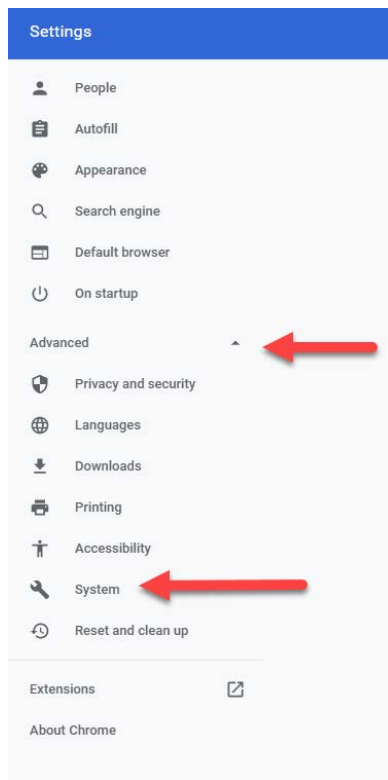 Settings
People
Autofill
Appearance
Search engine
Default browser
On startup
Advanced
Privacy and security
Languages
Downloads
Printing
Accessibility
System
Reset and clean up
Extensions
About Chrome